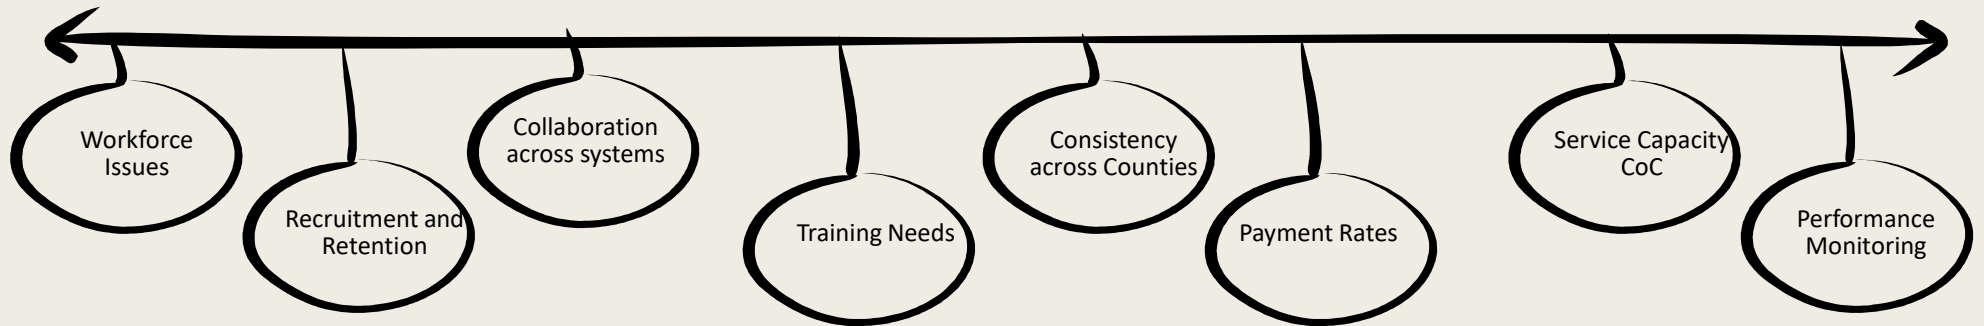 Workforce
Issues
Recruitment and
Retention
Collaboration
across systems
Training Needs
Consistency
across Counties
Payment Rates
Service Capacity
CoC
Performance
Monitoring